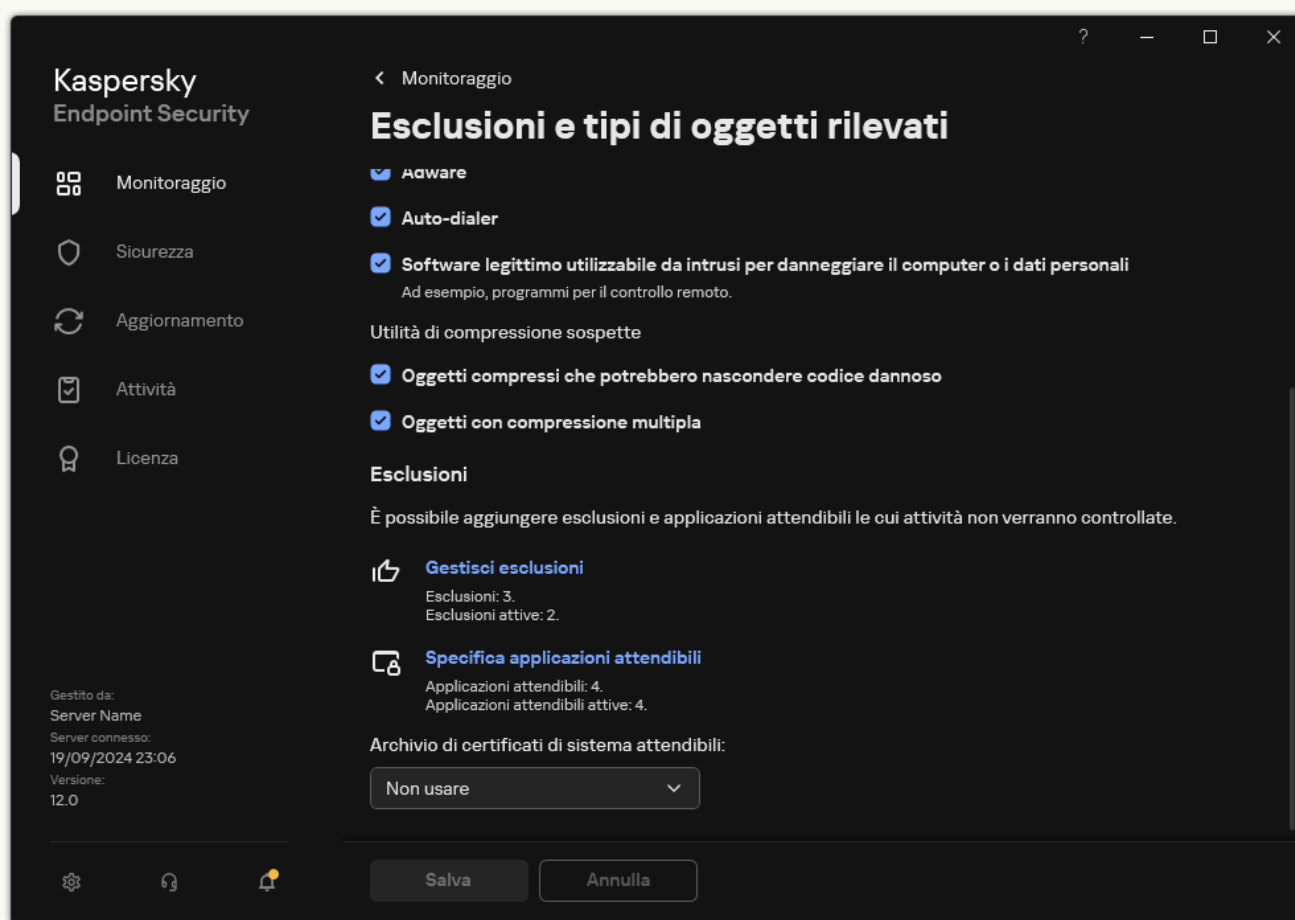 ?
Kaspersky
Endpoint Security
Monitoraggio
Sicurezza
Aggiornamento
Attività
Licenza
Gestito da:
Server Name
Server connesso:
19/09/2024 23:06
Versione:
12.0
Monitoraggio
Esclusioni e tipi di oggetti rilevati
Adware
Auto-dialer
Software legittimo utilizzabile da intrusi per danneggiare il computer o i dati personali
Ad esempio, programmi per il controllo remoto.
Utilità di compressione sospette
Oggetti compressi che potrebbero nascondere codice dannoso
Oggetti con compressione multipla
Esclusioni
È possibile aggiungere esclusioni e applicazioni attendibili le cui attività non verranno controllate.
Gestisci esclusioni
Esclusioni: 3.
Esclusioni attive: 2.
Specifica applicazioni attendibili
Applicazioni attendibili: 4.
Applicazioni attendibili attive: 4.
Archivio di certificati di sistema attendibili:
Non usare
Salva
Annulla